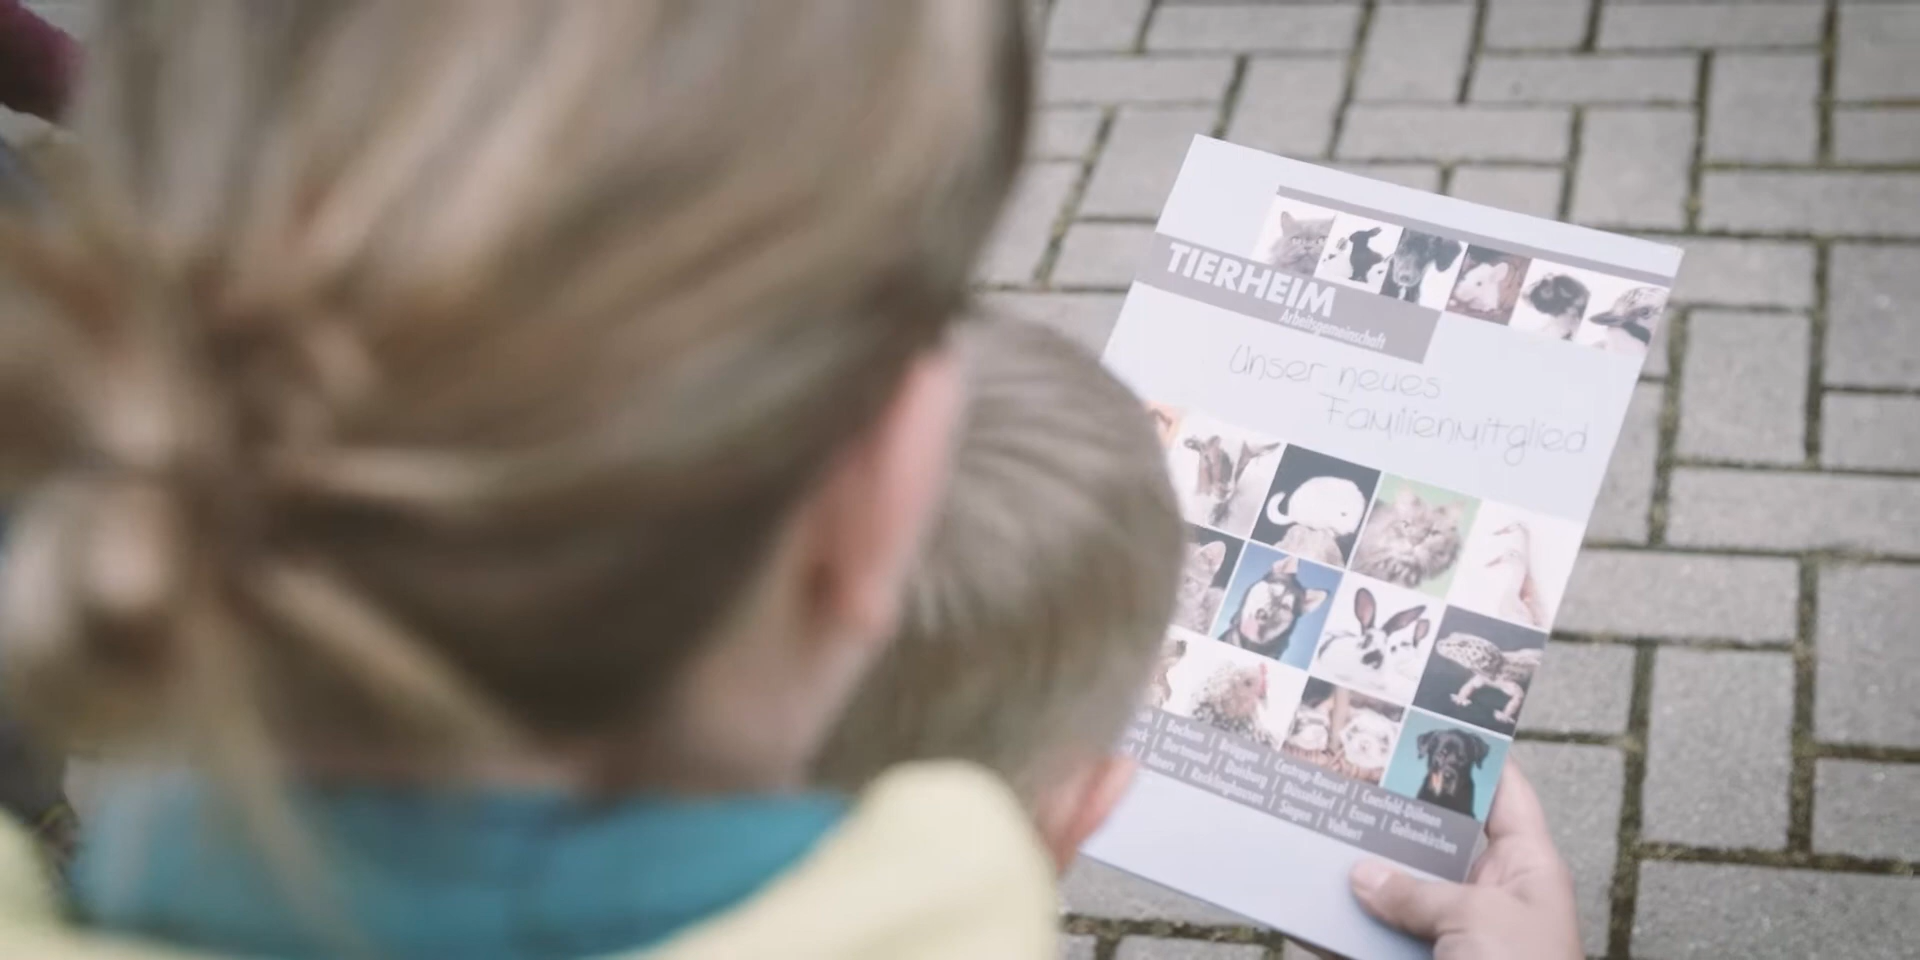 TIERHEIM
Arbeitsgemeinschaft
Unser neues
Familienmitglied
| Bochum | Brüggen | Castrop-Rauxel | Coesfeld-Dülmen
| Dortmund | Duisburg | Düsseldorf | Essen | Gelsenkirchen
| Moers | Recklinghausen | Siegen | Velbert